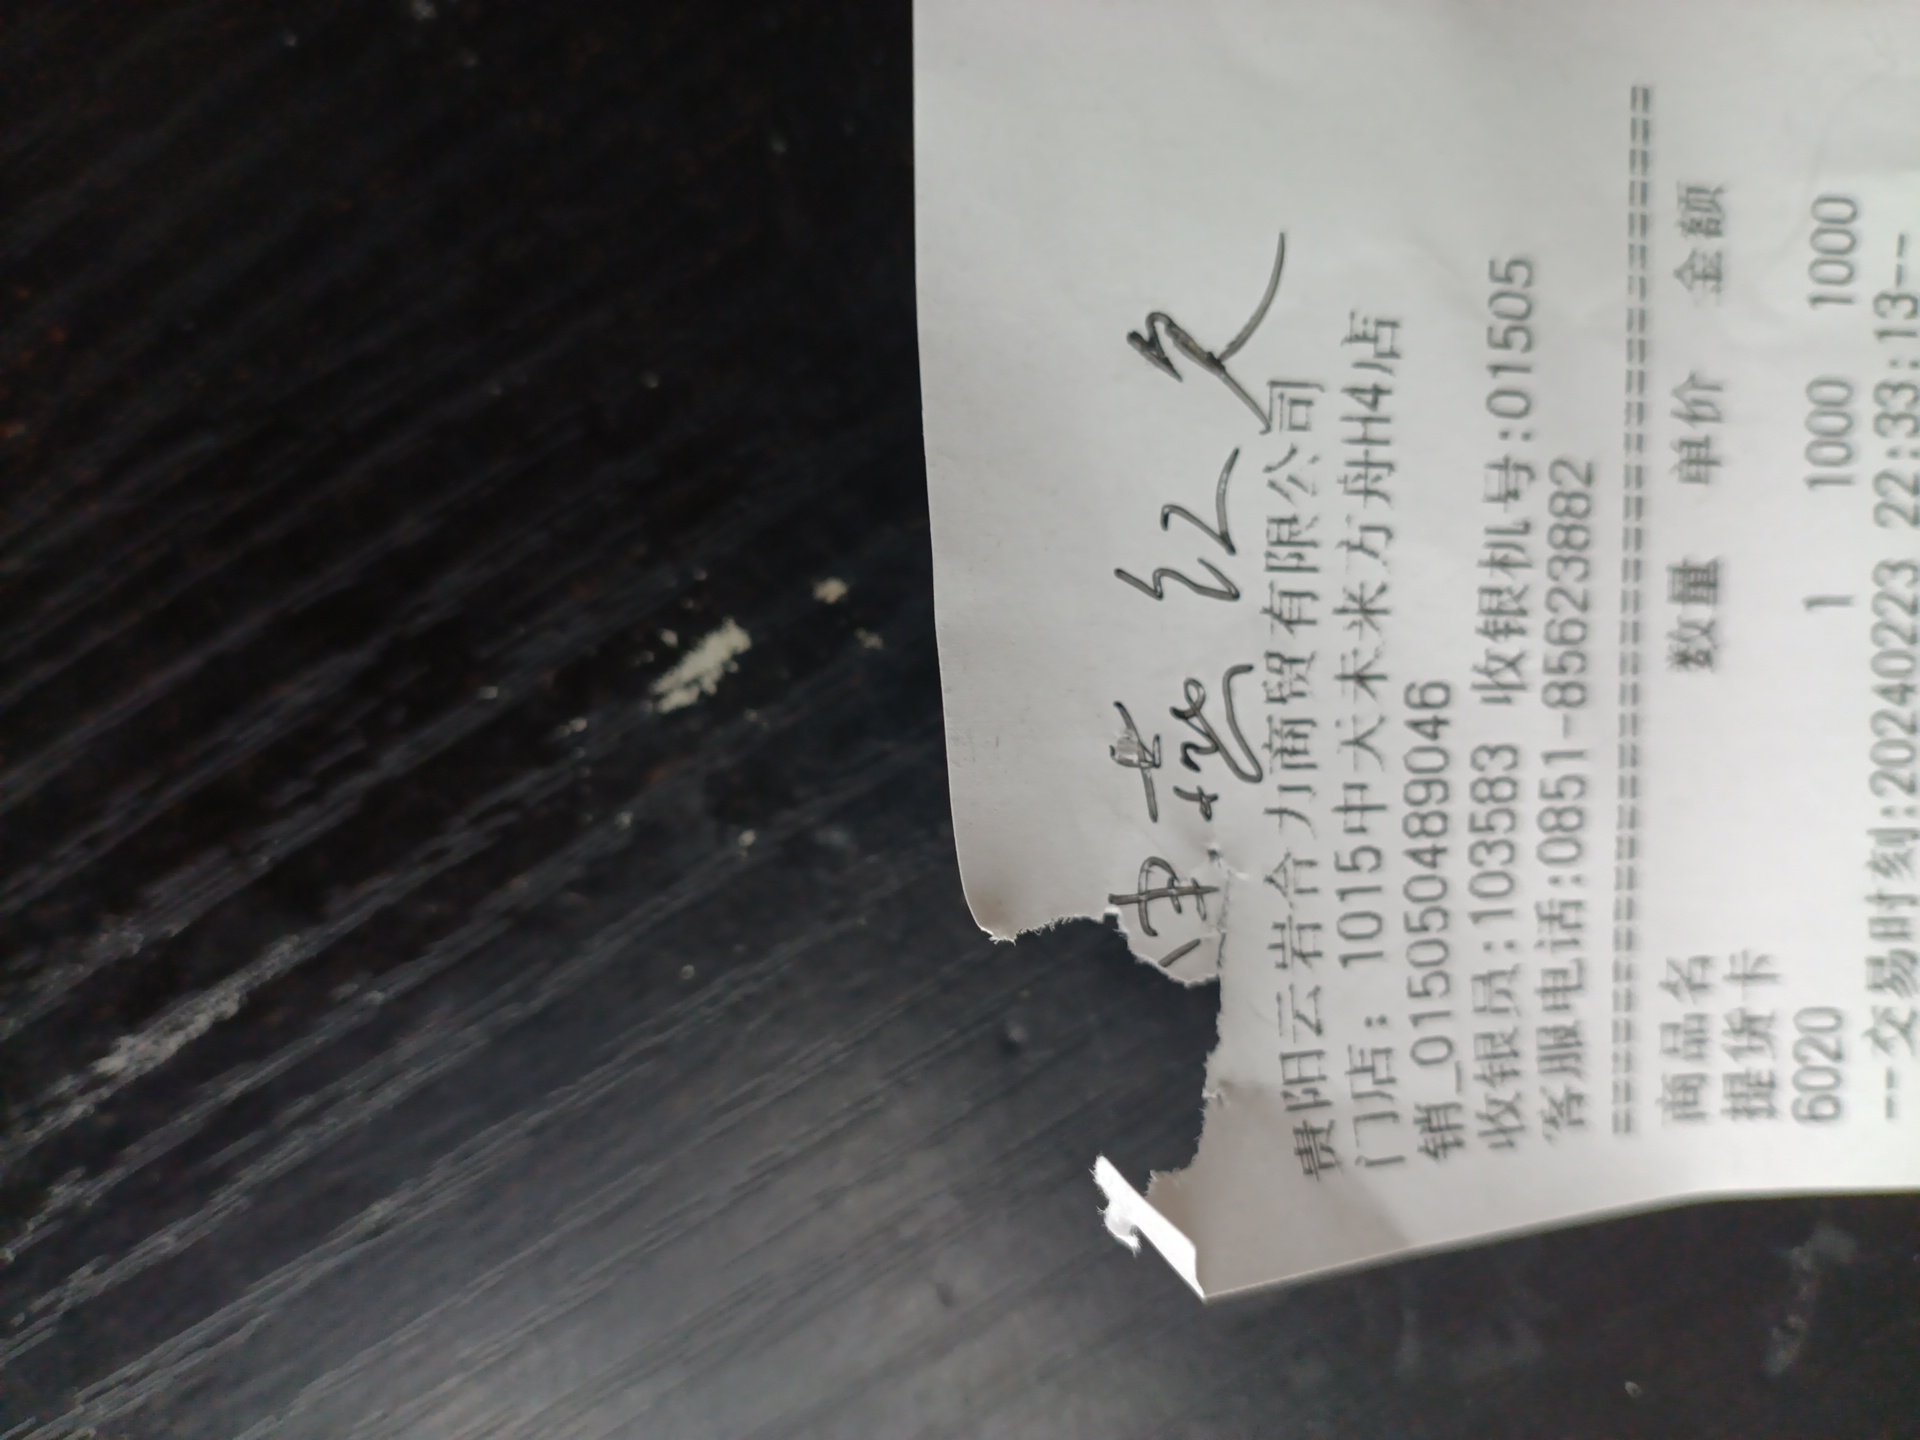 贵阳云岩合力商贸有限公司
门店： 1015中天未来方舟H4店
销_0150504890​46
收银员:103583 收银机号:01505
客服电话:0851-85623882
================================
商品名 数量 单价 金额
提货卡
6020 1 1000 1000
--交易时刻:20240223 22:33:13--